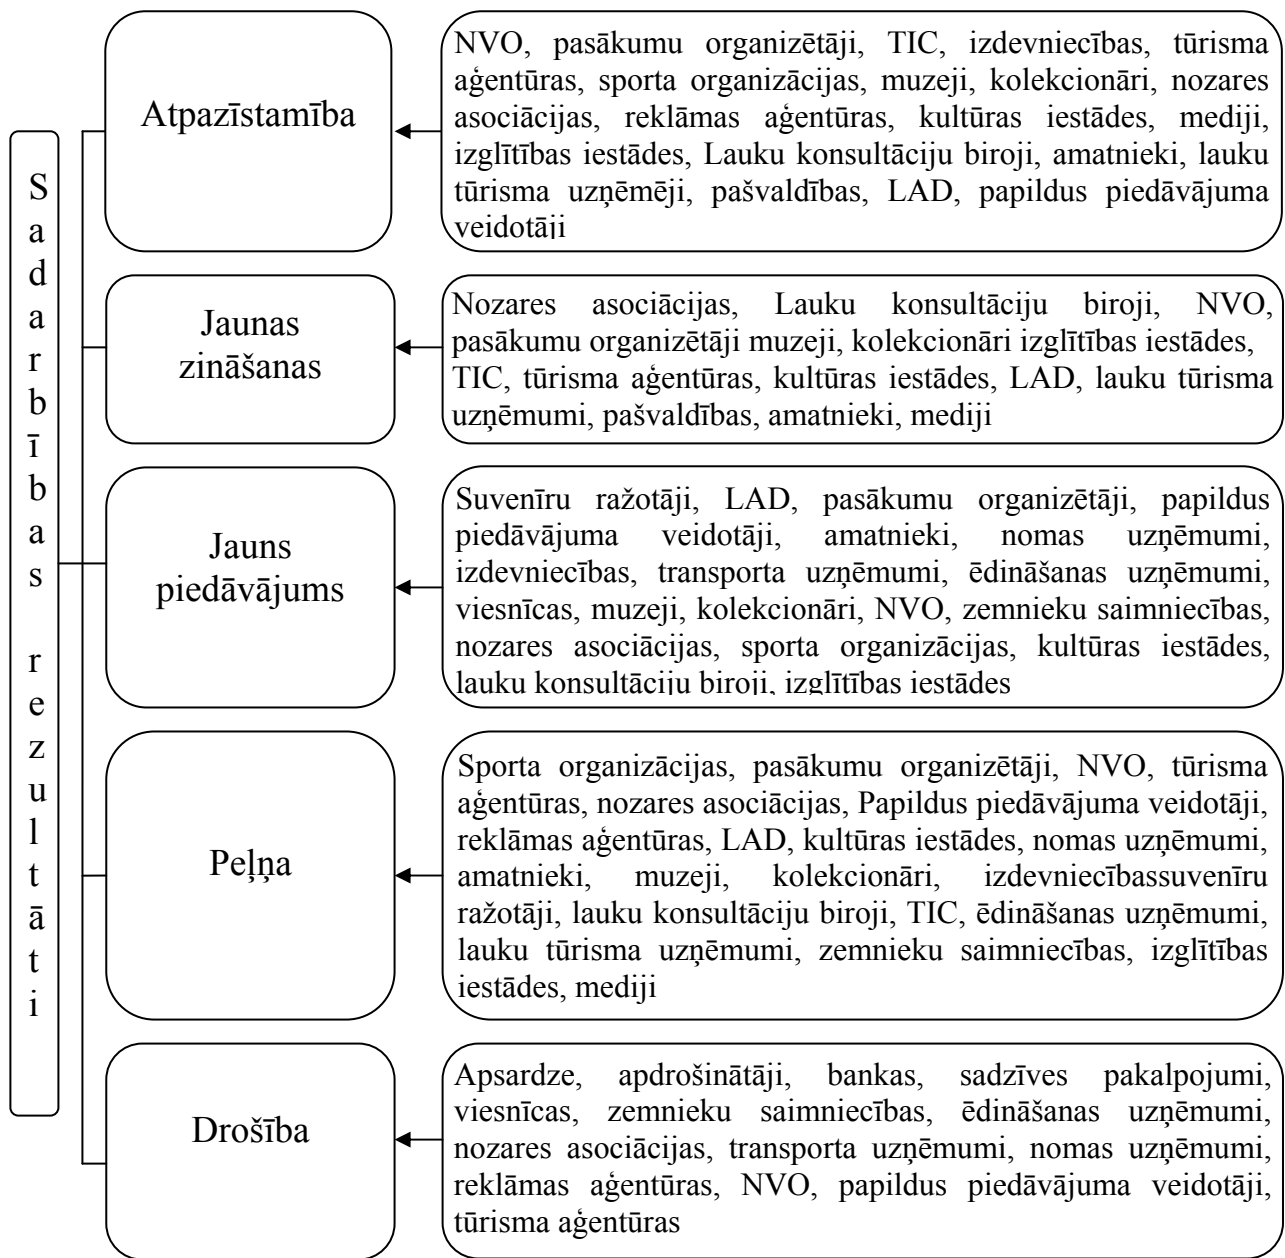 Sadarbības rezultāti
Atpazīstamība
NVO, pasākumu organizētāji, TIC, izdevniecības, tūrisma
aģentūras, sporta organizācijas, muzeji, kolekcionāri, nozares
asociācijas, reklāmas aģentūras, kultūras iestādes, mediji,
izglītības iestādes, Lauku konsultāciju biroji, amatnieki, lauku
tūrisma uzņēmēji, pašvaldības, LAD, papildus piedāvājuma
veidotāji
Jaunas
zināšanas
Nozares asociācijas, Lauku konsultāciju biroji, NVO,
pasākumu organizētāji muzeji, kolekcionāri izglītības iestādes,
TIC, tūrisma aģentūras, kultūras iestādes, LAD, lauku tūrisma
uzņēmumi, pašvaldības, amatnieki, mediji
Jauns
piedāvājums
Suvenīru ražotāji, LAD, pasākumu organizētāji, papildus
piedāvājuma veidotāji, amatnieki, nomas uzņēmumi,
izdevniecības, transporta uzņēmumi, ēdināšanas uzņēmumi,
viesnīcas, muzeji, kolekcionāri, NVO, zemnieku saimniecības,
nozares asociācijas, sporta organizācijas, kultūras iestādes,
lauku konsultāciju biroji, izglītības iestādes
Peļņa
Sporta organizācijas, pasākumu organizētāji, NVO, tūrisma
aģentūras, nozares asociācijas, Papildus piedāvājuma veidotāji,
reklāmas aģentūras, LAD, kultūras iestādes, nomas uzņēmumi,
amatnieki, muzeji, kolekcionāri, izdevniecībassuvenīru
ražotāji, lauku konsultāciju biroji, TIC, ēdināšanas uzņēmumi,
lauku tūrisma uzņēmumi, zemnieku saimniecības, izglītības
iestādes, mediji
Drošība
Apsardze, apdrošinātāji, bankas, sadzīves pakalpojumi,
viesnīcas, zemnieku saimniecības, ēdināšanas uzņēmumi,
nozares asociācijas, transporta uzņēmumi, nomas uzņēmumi,
reklāmas aģentūras, NVO, papildus piedāvājuma veidotāji,
tūrisma aģentūras